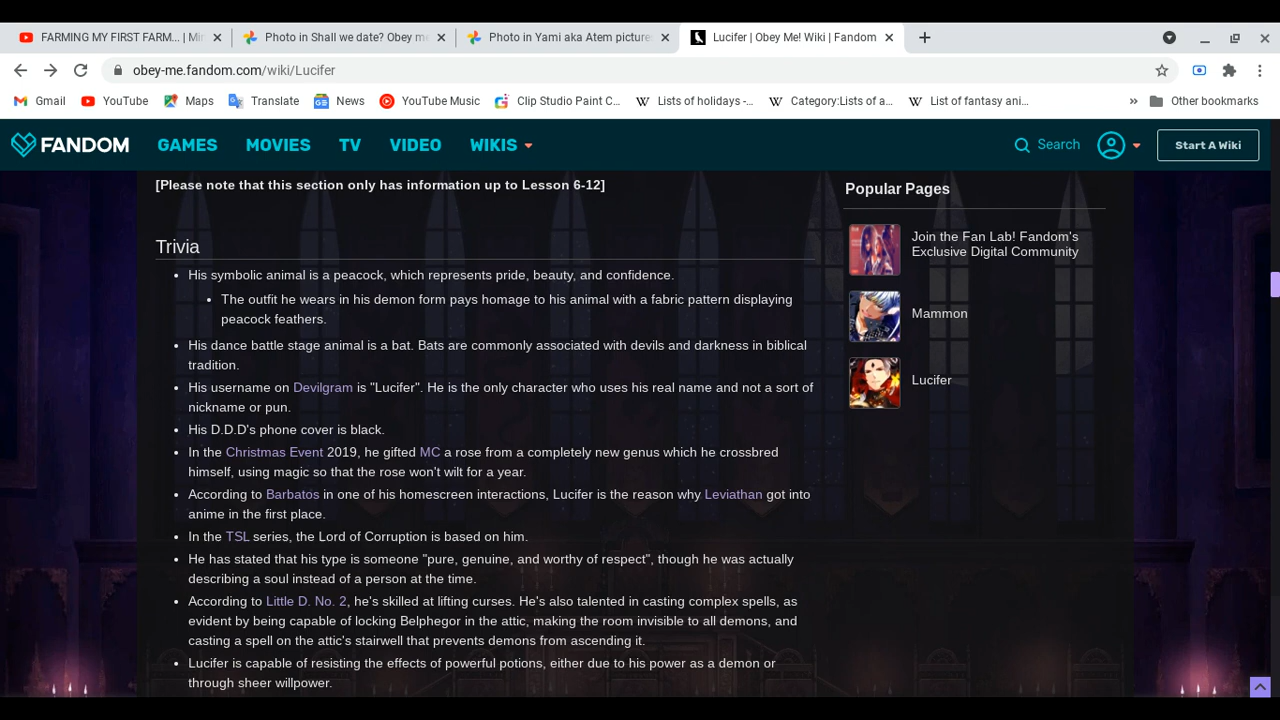 FARMING MY FIRST FARM... | Mi
Photo in Shall we date? Obey me
Photo in Yami aka Atem picture
Lucifer | Obey Me! Wiki | Fandom
obey-me.fandom.com/wiki/Lucifer
Gmail
YouTube
Maps
Translate
News
YouTube Music
Clip Studio Paint C...
Lists of holidays -...
Category:Lists of a...
List of fantasy ani...
Other bookmarks
FANDOM
GAMES
MOVIES
TV
VIDEO
WIKIS
Search
Start A Wiki
[Please note that this section only has information up to Lesson 6-12]
Trivia
• His symbolic animal is a peacock, which represents pride, beauty, and confidence.
• The outfit he wears in his demon form pays homage to his animal with a fabric pattern displaying
peacock feathers.
• His dance battle stage animal is a bat. Bats are commonly associated with devils and darkness in biblical
tradition.
• His username on Devilgram is "Lucifer". He is the only character who uses his real name and not a sort of
nickname or pun.
• His D.D.D's phone cover is black.
• In the Christmas Event 2019, he gifted MC a rose from a completely new genus which he crossbred
himself, using magic so that the rose won't wilt for a year.
• According to Barbatos in one of his homescreen interactions, Lucifer is the reason why Leviathan got into
anime in the first place.
• In the TSL series, the Lord of Corruption is based on him.
• He has stated that his type is someone "pure, genuine, and worthy of respect", though he was actually
describing a soul instead of a person at the time.
• According to Little D. No. 2, he's skilled at lifting curses. He's also talented in casting complex spells, as
evident by being capable of locking Belphegor in the attic, making the room invisible to all demons, and
casting a spell on the attic's stairwell that prevents demons from ascending it.
• Lucifer is capable of resisting the effects of powerful potions, either due to his power as a demon or
through sheer willpower.
Popular Pages
Join the Fan Lab! Fandom's
Exclusive Digital Community
Mammon
Lucifer